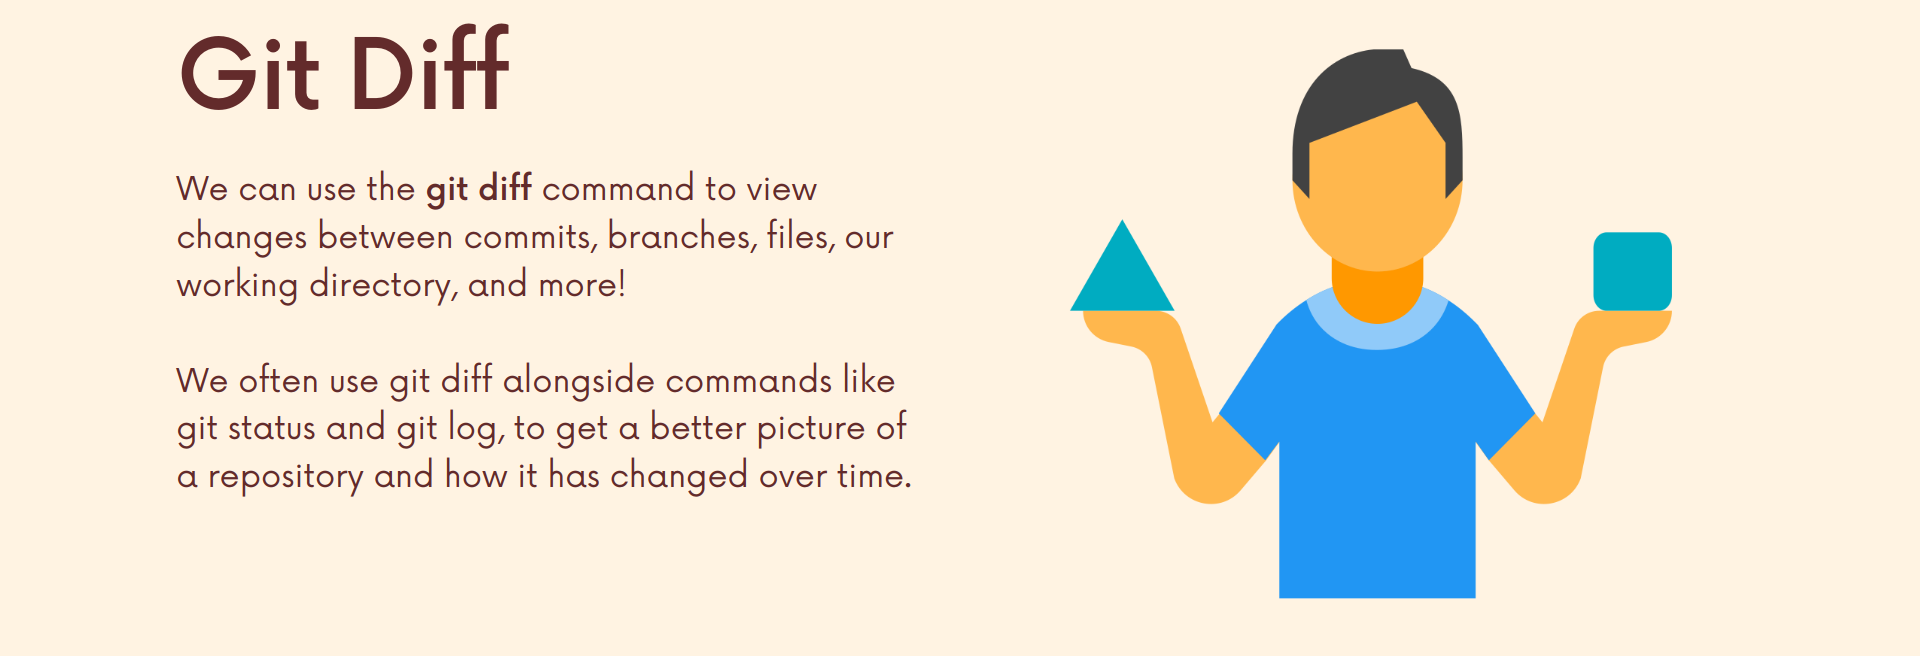 Git Diff
We can use the git diff command to view
changes between commits, branches, files, our
working directory, and more!
We often use git diff alongside commands like
git status and git log, to get a better picture of
a repository and how it has changed over time.